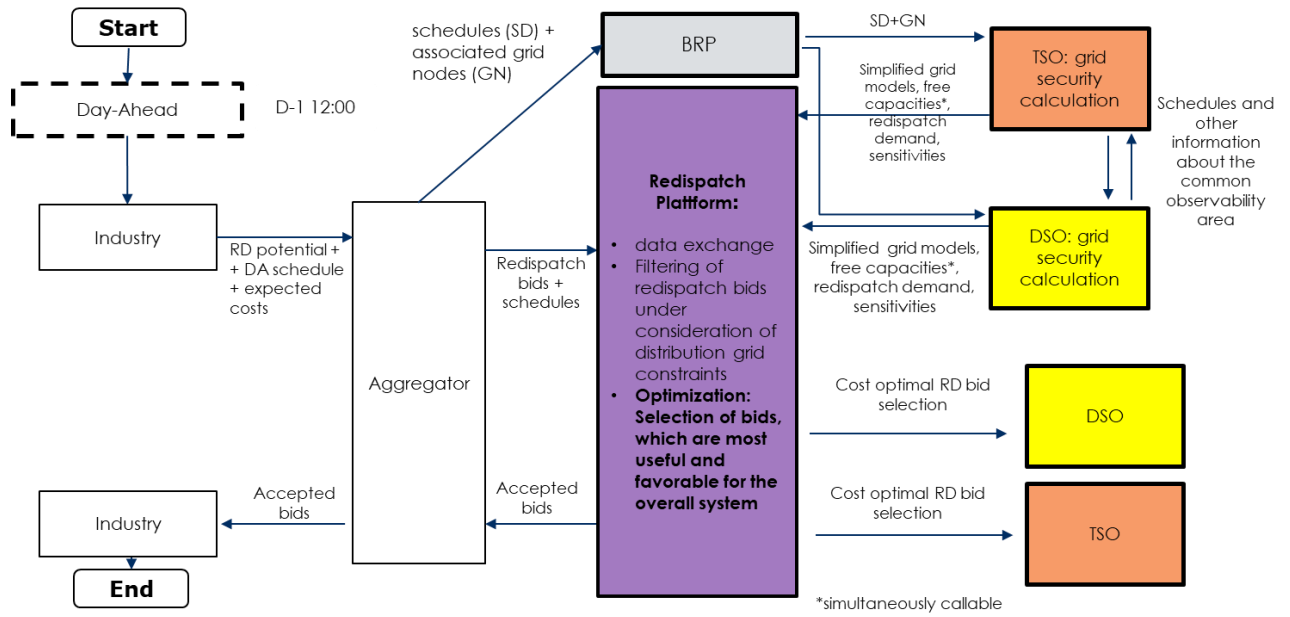 Start
Day-Ahead
D-1 12:00
Industry
RD potential +
+ DA schedule
+ expected
costs
schedules (SD) +
associated grid
nodes (GN)
Aggregator
Redispatch
bids +
schedules
BRP
SD+GN
Redispatch
Plattform:
• data exchange
• Filtering of
redispatch bids
under
consideration of
distribution grid
constraints
• Optimization:
Selection of bids,
which are most
useful and
favorable for the
overall system
TSO: grid
security
calculation
Simplified grid
models, free
capacities*,
redispatch
demand,
sensitivities
Schedules and
other
information
about the
common
observability
area
DSO: grid
security
calculation
Simplified grid models,
free capacities*,
redispatch demand,
sensitivities
Cost optimal RD bid
selection
DSO
Cost optimal RD bid
selection
TSO
Accepted
bids
Accepted
bids
Industry
End
*simultaneously callable